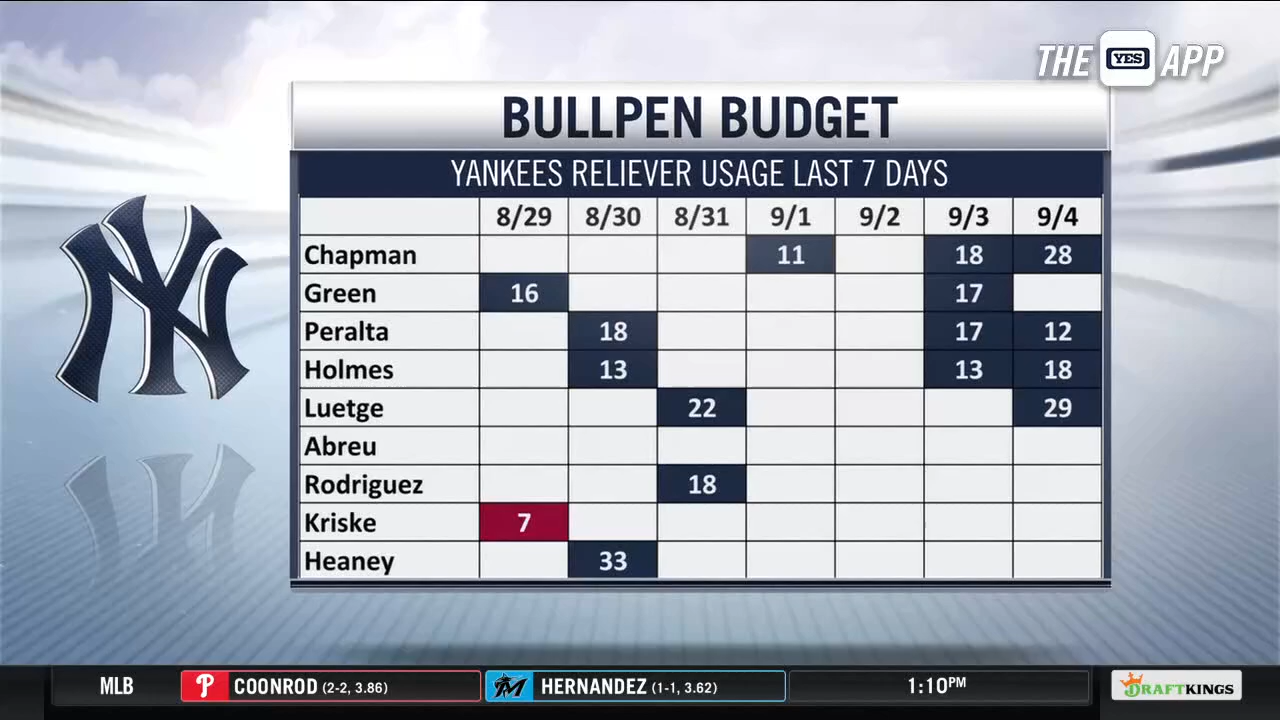 THE YES APP
BULLPEN BUDGET
YANKEES RELIEVER USAGE LAST 7 DAYS
8/29 8/30 8/31 9/1 9/2 9/3 9/4
Chapman 11 18 28
Green 16 17
Peralta 18 17 12
Holmes 13 13 18
Luetge 22 29
Abreu
Rodriguez 18
Kriske 7
Heaney 33
MLB P COONROD (2-2, 3.86) M HERNANDEZ (1-1, 3.62) 1:10PM DRAFTKINGS